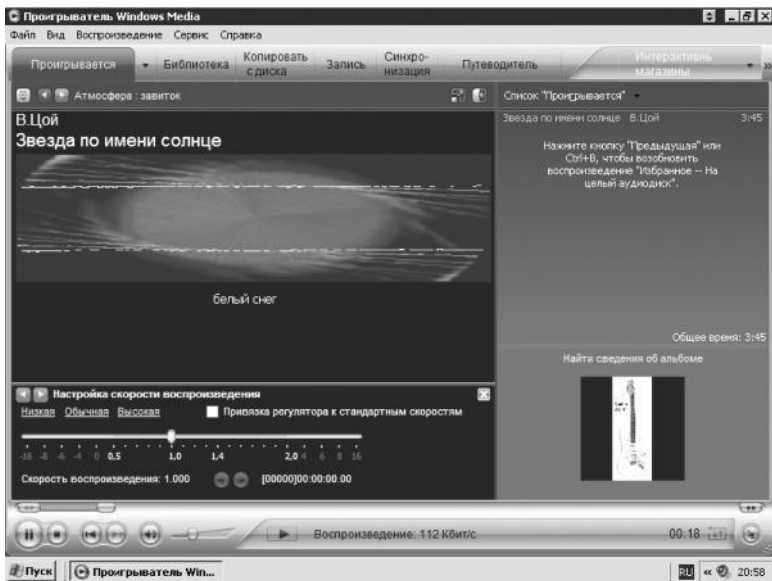 Проигрыватель Windows Media
Файл Вид Воспроизведение Сервис Справка
Проигрывается Библиотека Копировать с диска Запись Синхро-низация Путеводитель Интерактивнь магазины »
Атмосфера : завиток
Список "Проигрывается"
В.Цой
Звезда по имени солнце
Звезда по имени солнце В.Цой 3:45
Нажмите кнопку "Предыдущая" или
Ctrl+B, чтобы возобновить
воспроизведение "Избранное -- На
целый аудиодиск".
белый снег
Общее время: 3:45
Найти сведения об альбоме
Настройка скорости воспроизведения
Низкая Обычная Высокая Привязка регулятора к стандартным скоростям
-16 -8 -6 -4 0 0,5 1,0 1,4 2,0 4 6 8 16
Скорость воспроизведения: 1.000 [00000]00:00:00.00
Воспроизведение: 112 Кбит/с 00:18
Пуск Проигрыватель Win... RU « 20:58